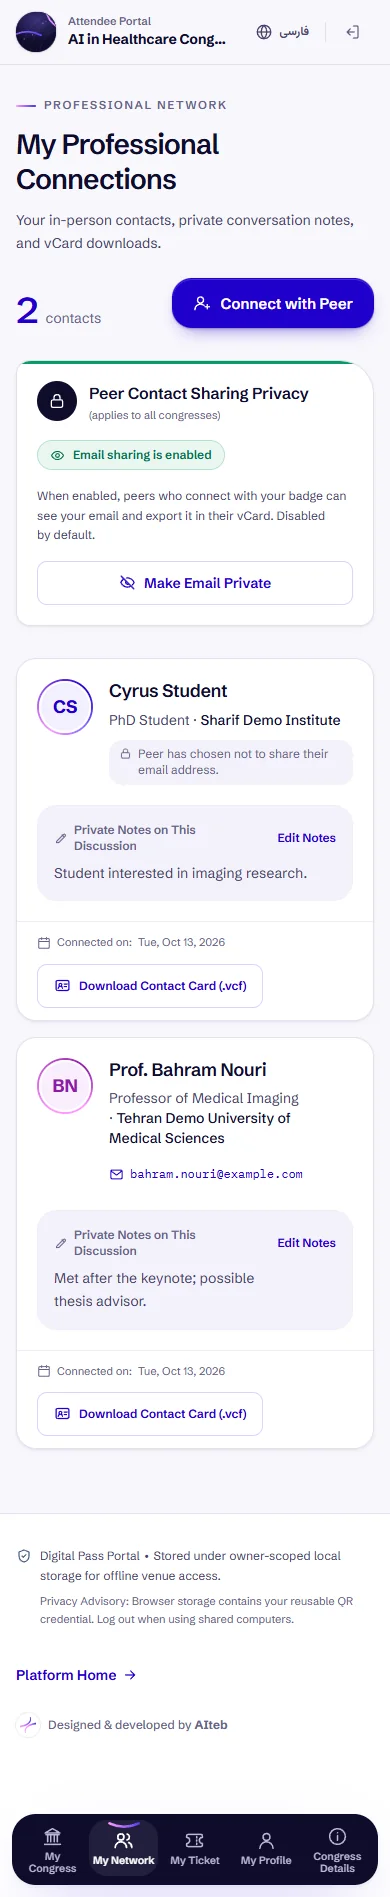 Attendee Portal
AI in Healthcare Cong...
فارسی
PROFESSIONAL NETWORK
My Professional
Connections
Your in-person contacts, private conversation notes,
and vCard downloads.
2 contacts
Connect with Peer
Peer Contact Sharing Privacy
(applies to all congresses)
Email sharing is enabled
When enabled, peers who connect with your badge can
see your email and export it in their vCard. Disabled
by default.
Make Email Private
CS
Cyrus Student
PhD Student · Sharif Demo Institute
Peer has chosen not to share their
email address.
Private Notes on This
Discussion
Edit Notes
Student interested in imaging research.
Connected on: Tue, Oct 13, 2026
Download Contact Card (.vcf)
BN
Prof. Bahram Nouri
Professor of Medical Imaging
· Tehran Demo University of
Medical Sciences
bahram.nouri@example.com
Private Notes on This
Discussion
Edit Notes
Met after the keynote; possible
thesis advisor.
Connected on: Tue, Oct 13, 2026
Download Contact Card (.vcf)
Digital Pass Portal • Stored under owner-scoped local
storage for offline venue access.
Privacy Advisory: Browser storage contains your reusable QR
credential. Log out when using shared computers.
Platform Home →
Designed & developed by AIteb
My
Congress
My Network
My Ticket
My Profile
Congress
Details